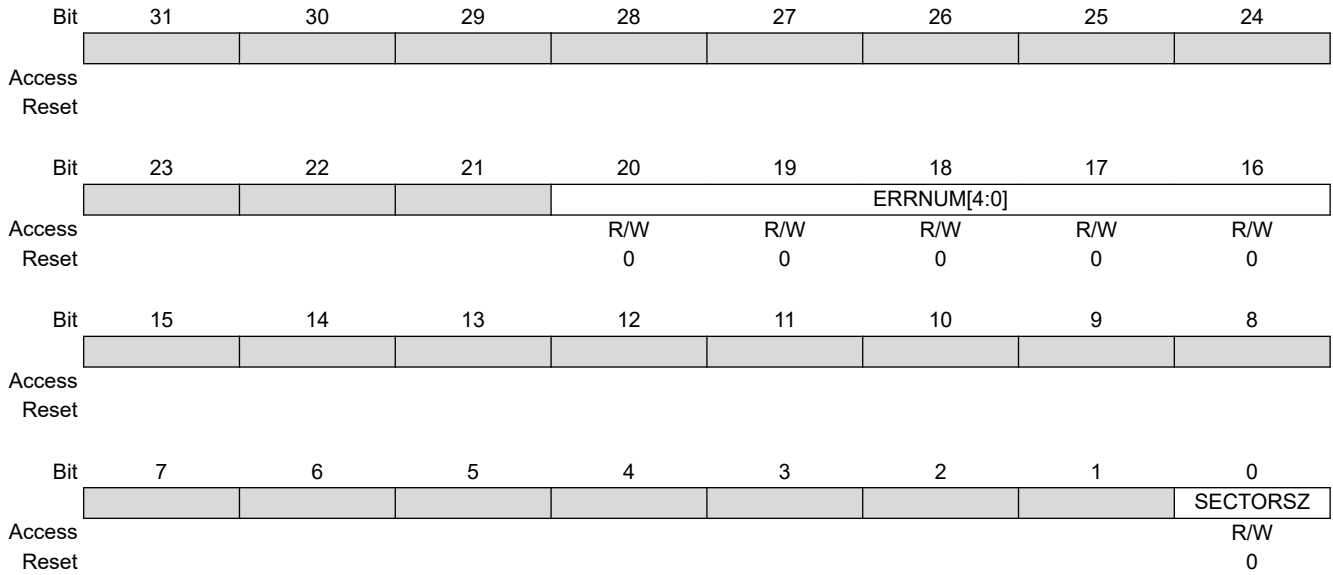 Bit 31 30 29 28 27 26 25 24
Access
Reset
Bit 23 22 21 20 19 18 17 16
ERRNUM[4:0]
Access R/W R/W R/W R/W R/W
Reset 0 0 0 0 0
Bit 15 14 13 12 11 10 9 8
Access
Reset
Bit 7 6 5 4 3 2 1 0
SECTORSZ
Access R/W
Reset 0